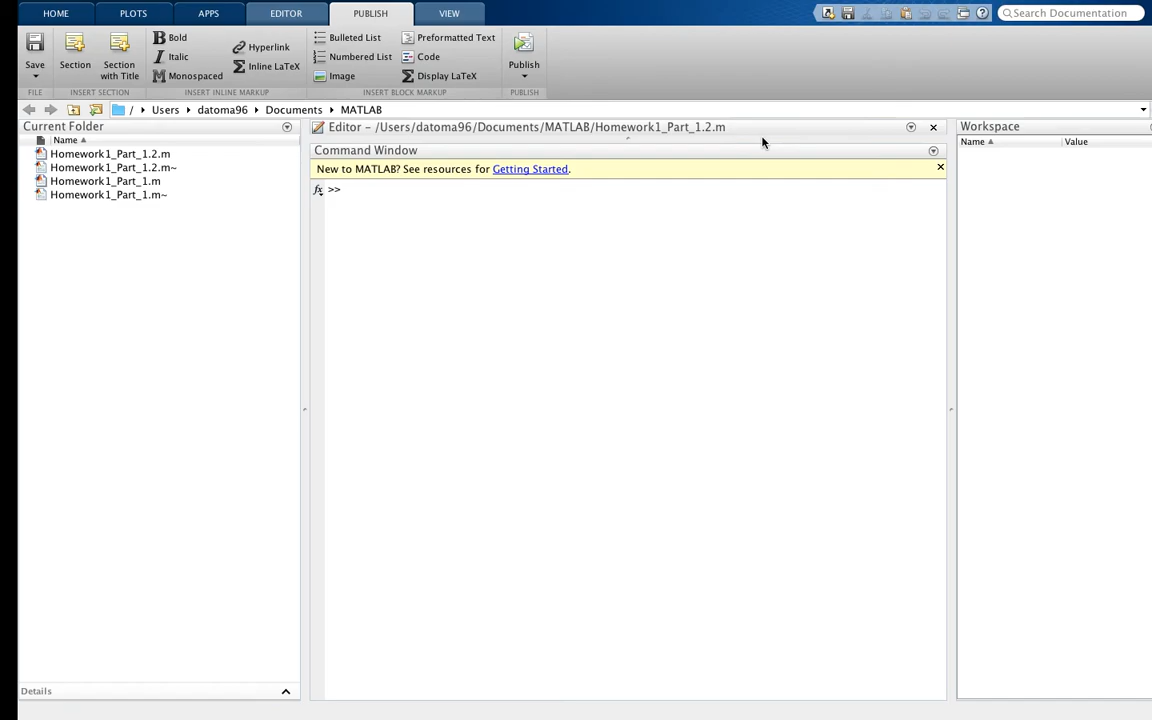 HOME PLOTS APPS EDITOR PUBLISH VIEW Search Documentation
Bold Bulleted List Preformatted Text
Hyperlink
Save Section Section with Title Italic Numbered List Code Publish
Inline LaTeX
Monospaced Image Display LaTeX
FILE INSERT SECTION INSERT INLINE MARKUP INSERT BLOCK MARKUP PUBLISH
/ Users datoma96 Documents MATLAB
Current Folder Editor – /Users/datoma96/Documents/MATLAB/Homework1_Part_1.2.m Workspace
Name Name Value
Command Window
Homework1_Part_1.2.m
Homework1_Part_1.2.m~ New to MATLAB? See resources for Getting Started.
Homework1_Part_1.m
fx >>
Homework1_Part_1.m~
Details